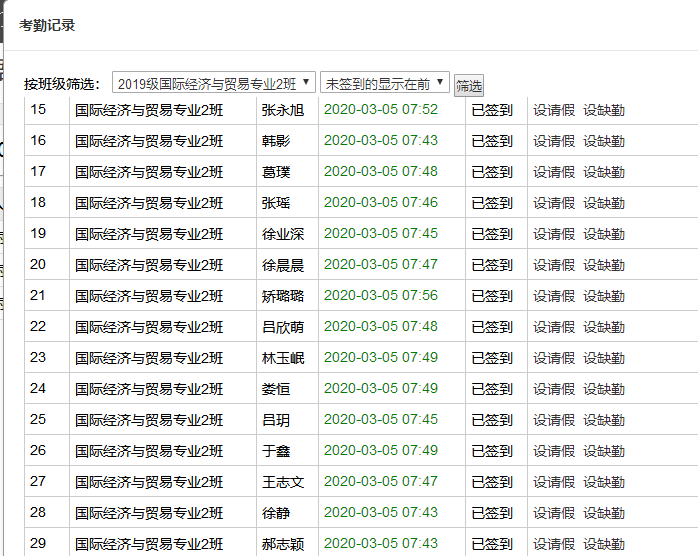 考勤记录
按班级筛选： 2019级国际经济与贸易专业2班 未签到的显示在前 筛选
15 国际经济与贸易专业2班 张永旭 2020-03-05 07:52 已签到 设请假 设缺勤
16 国际经济与贸易专业2班 韩影 2020-03-05 07:43 已签到 设请假 设缺勤
17 国际经济与贸易专业2班 葛璞 2020-03-05 07:48 已签到 设请假 设缺勤
18 国际经济与贸易专业2班 张瑶 2020-03-05 07:46 已签到 设请假 设缺勤
19 国际经济与贸易专业2班 徐业深 2020-03-05 07:45 已签到 设请假 设缺勤
20 国际经济与贸易专业2班 徐晨晨 2020-03-05 07:47 已签到 设请假 设缺勤
21 国际经济与贸易专业2班 矫璐璐 2020-03-05 07:56 已签到 设请假 设缺勤
22 国际经济与贸易专业2班 吕欣萌 2020-03-05 07:48 已签到 设请假 设缺勤
23 国际经济与贸易专业2班 林玉岷 2020-03-05 07:49 已签到 设请假 设缺勤
24 国际经济与贸易专业2班 娄恒 2020-03-05 07:49 已签到 设请假 设缺勤
25 国际经济与贸易专业2班 吕玥 2020-03-05 07:45 已签到 设请假 设缺勤
26 国际经济与贸易专业2班 于鑫 2020-03-05 07:49 已签到 设请假 设缺勤
27 国际经济与贸易专业2班 王志文 2020-03-05 07:47 已签到 设请假 设缺勤
28 国际经济与贸易专业2班 徐静 2020-03-05 07:43 已签到 设请假 设缺勤
29 国际经济与贸易专业2班 郝志颖 2020-03-05 07:43 已签到 设请假 设缺勤